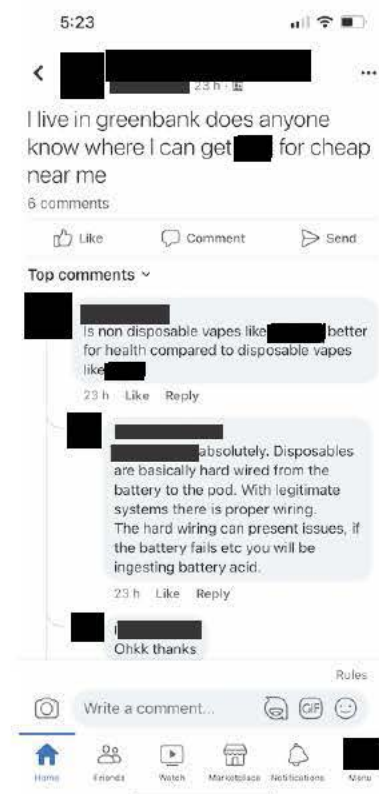 5:23
23 h
I live in greenbank does anyone
know where I can get for cheap
near me
6 comments
Like Comment Send
Top comments
Is non disposable vapes like better
for health compared to disposable vapes
like
23 h Like Reply
absolutely. Disposables
are basically hard wired from the
battery to the pod. With legitimate
systems there is proper wiring.
The hard wiring can present issues, if
the battery fails etc you will be
ingesting battery acid.
23 h Like Reply
Ohkk thanks
Rules
Write a comment... GIF
Home Friends Watch Marketplace Notifications Menu